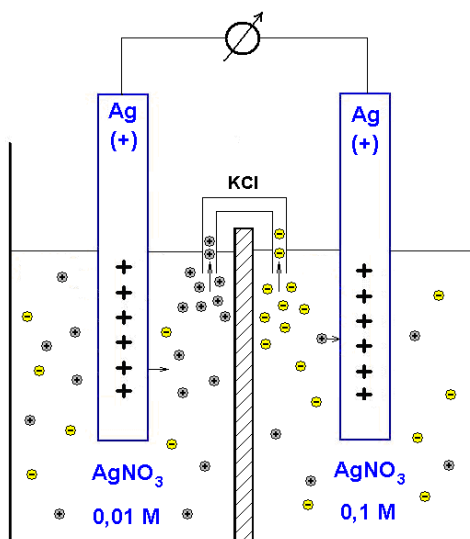 Ag
(+)
Ag
(+)
KCl
AgNO₃
0,01 M
AgNO₃
0,1 M